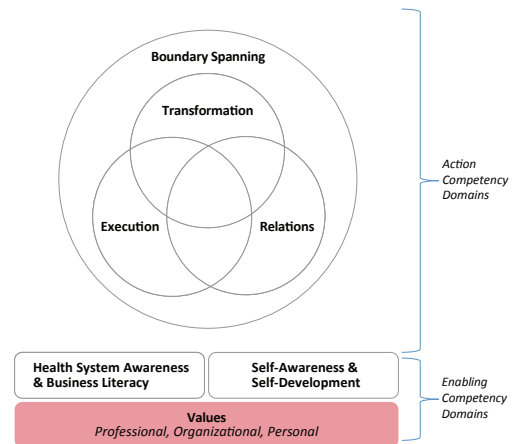 Boundary Spanning
Transformation
Execution
Relations
Action
Competency
Domains
Health System Awareness
& Business Literacy
Self-Awareness &
Self-Development
Values
Professional, Organizational, Personal
Enabling
Competency
Domains